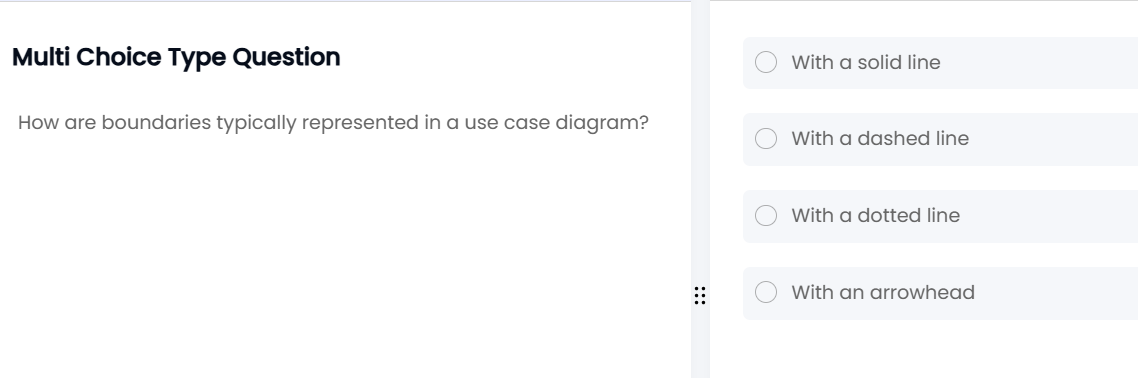 Multi Choice Type Question
How are boundaries typically represented in a use case diagram?
With a solid line
With a dashed line
With a dotted line
With an arrowhead